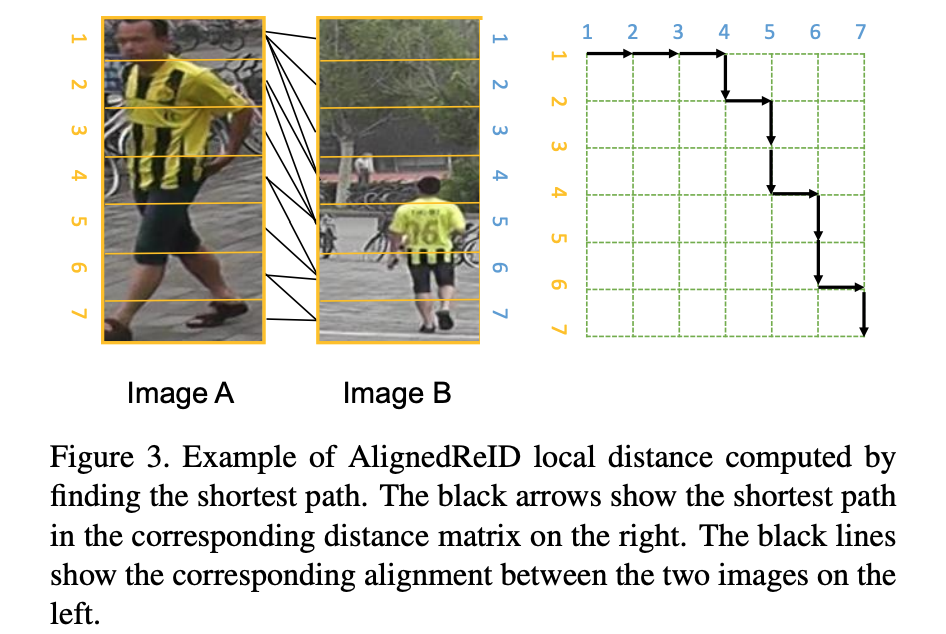 1
2
3
4
5
6
7
1
2
3
4
5
6
7
1 2 3 4 5 6 7
1
2
3
4
5
6
7
16
Image A
Image B
Figure 3. Example of AlignedReID local distance computed by
finding the shortest path. The black arrows show the shortest path
in the corresponding distance matrix on the right. The black lines
show the corresponding alignment between the two images on the
left.